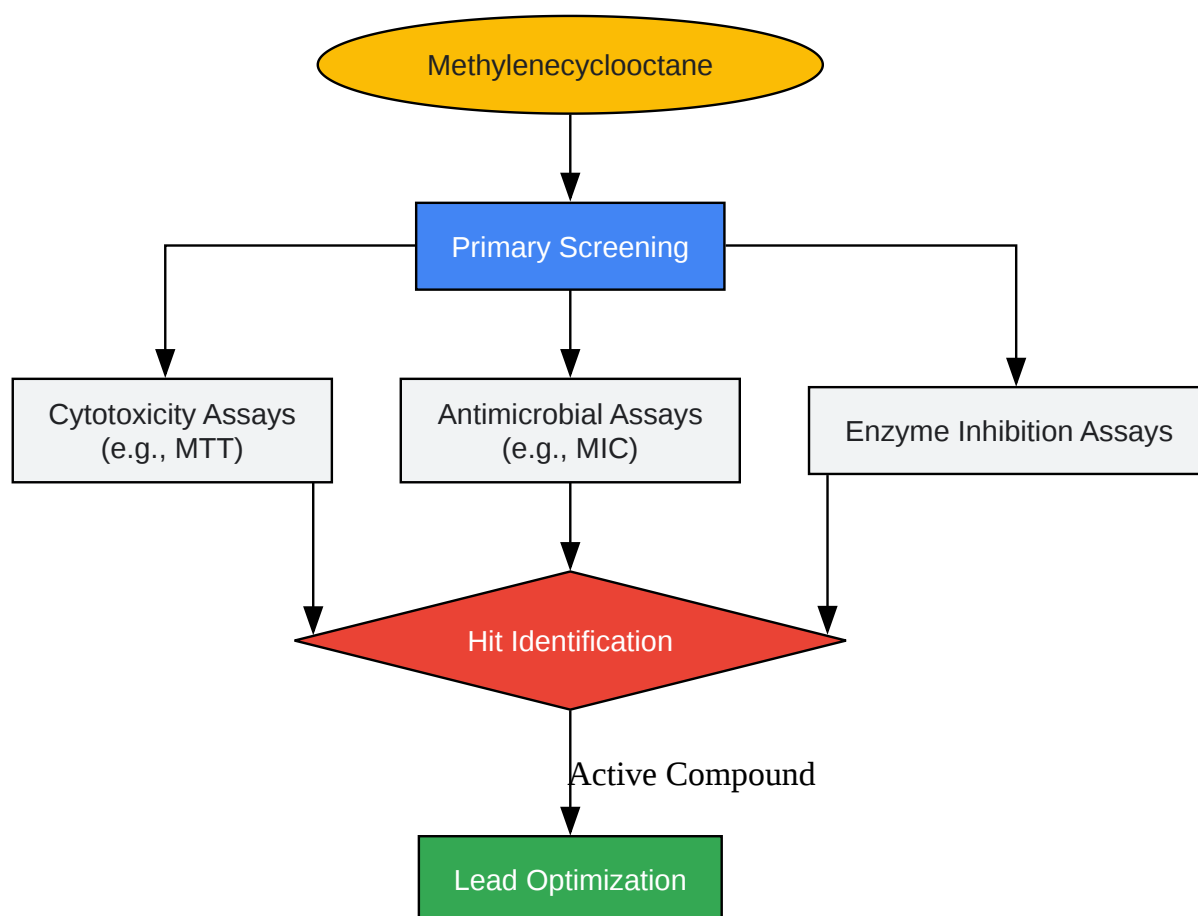 Methylenecyclooctane
Primary Screening
Cytotoxicity Assays
(e.g., MTT)
Antimicrobial Assays
(e.g., MIC)
Enzyme Inhibition Assays
Hit Identification
Active Compound
Lead Optimization